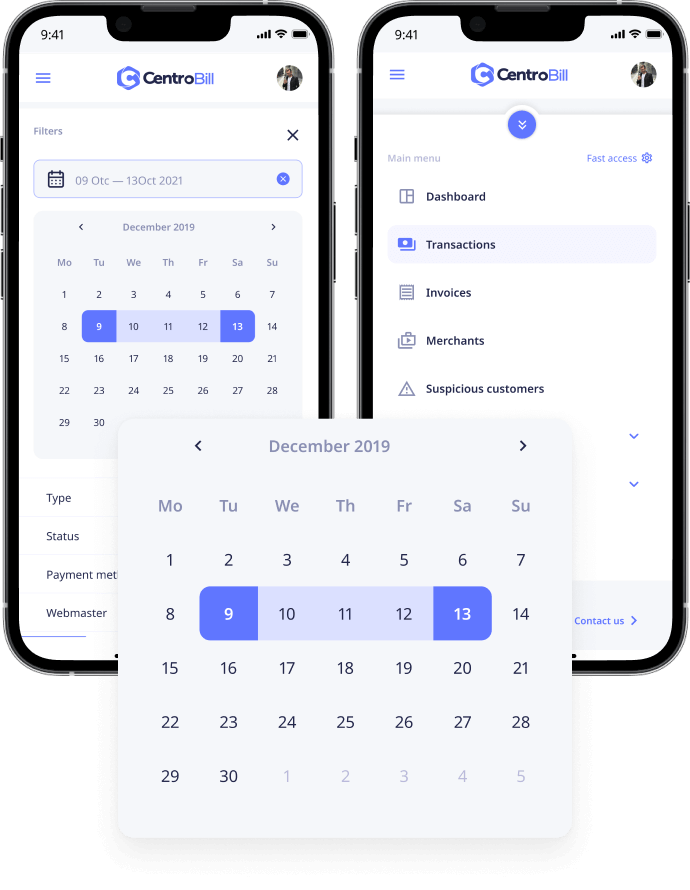 9:41
CentroBill
Filters
09 Otc — 13Oct 2021
December 2019
Mo Tu We Th Fr Sa Su
1 2 3 4 5 6 7
8 9 10 11 12 13 14
15 16 17 18 19 20 21
22 23 24 25 26 27 28
29 30
Type
Status
Payment met
Webmaster
9:41
CentroBill
Main menu Fast access
Dashboard
Transactions
Invoices
Merchants
Suspicious customers
Contact us
December 2019
Mo Tu We Th Fr Sa Su
1 2 3 4 5 6 7
8 9 10 11 12 13 14
15 16 17 18 19 20 21
22 23 24 25 26 27 28
29 30 1 2 3 4 5